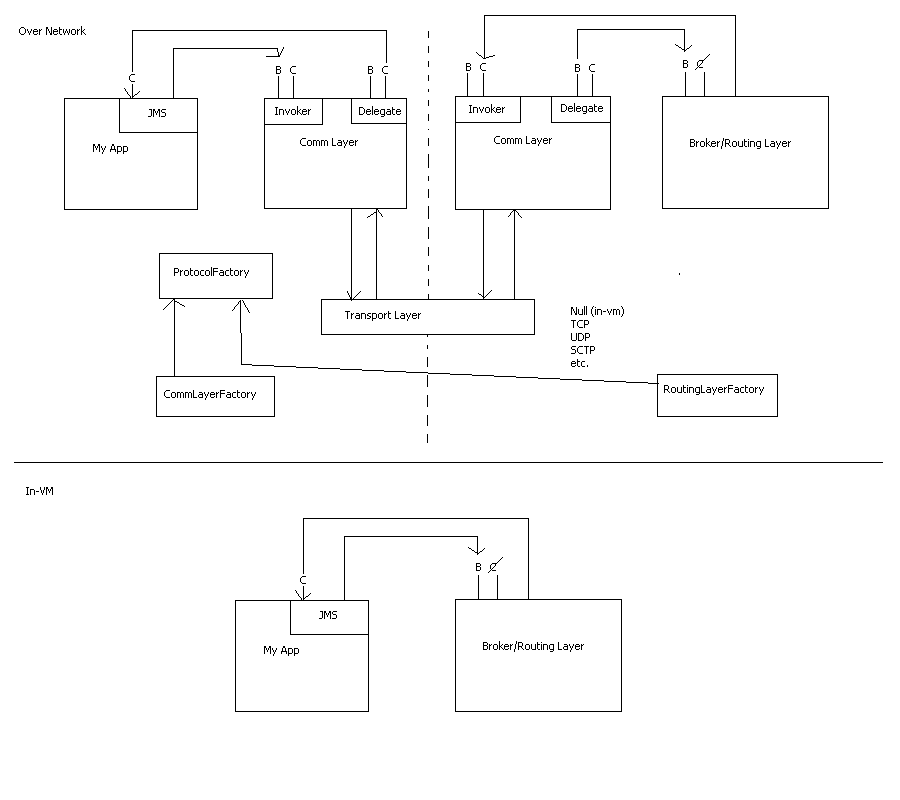 Over Network
C
B C
B C
B C
B C
B C
JMS
My App
Invoker
Delegate
Comm Layer
Invoker
Delegate
Comm Layer
Broker/Routing Layer
ProtocolFactory
Transport Layer
Null (in-vm)
TCP
UDP
SCTP
etc.
CommLayerFactory
RoutingLayerFactory
In-VM
C
B C
JMS
My App
Broker/Routing Layer